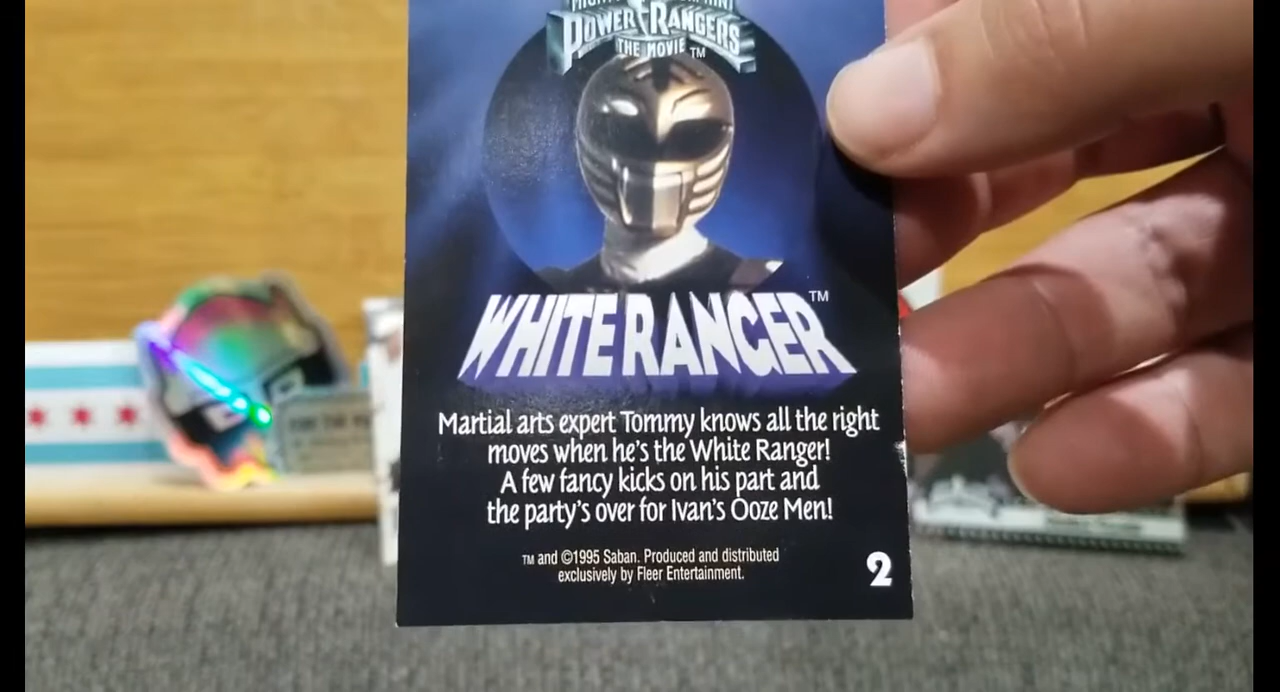 POWER RANGERS
THE MOVIE TM
WHITE RANGER TM
Martial arts expert Tommy knows all the right
moves when he's the White Ranger!
A few fancy kicks on his part and
the party's over for Ivan's Ooze Men!
TM and ©1995 Saban. Produced and distributed
exclusively by Fleer Entertainment.
2